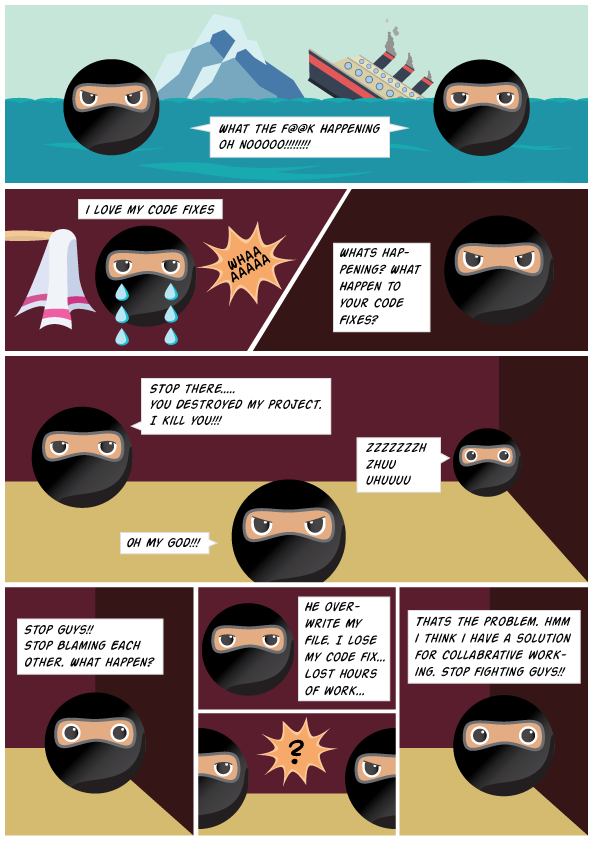 WHAT THE F@@K HAPPENING
OH NOOOOO!!!!!!!!
I LOVE MY CODE FIXES
WHAA
AAAAA
WHATS HAP-
PENING? WHAT
HAPPEN TO
YOUR CODE
FIXES?
STOP THERE.....
YOU DESTROYED MY PROJECT.
I KILL YOU!!!
ZZZZZZZH
ZHUU
UHUUUU
OH MY GOD!!!
STOP GUYS!!
STOP BLAMING EACH
OTHER. WHAT HAPPEN?
HE OVER-
WRITE MY
FILE. I LOSE
MY CODE FIX...
LOST HOURS
OF WORK...
?
THATS THE PROBLEM. HMM
I THINK I HAVE A SOLUTION
FOR COLLABRATIVE WORK-
ING. STOP FIGHTING GUYS!!